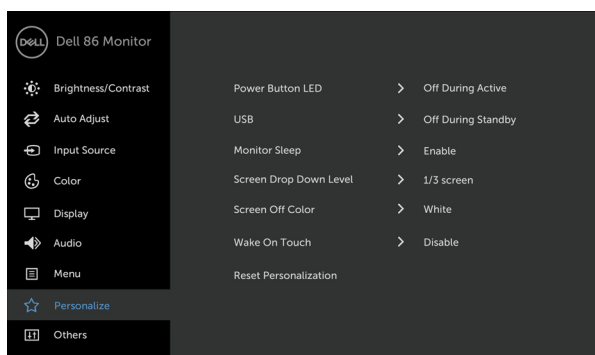 DELL Dell 86 Monitor
Brightness/Contrast
Auto Adjust
Input Source
Color
Display
Audio
Menu
Personalize
Others
Power Button LED > Off During Active
USB > Off During Standby
Monitor Sleep > Enable
Screen Drop Down Level > 1/3 screen
Screen Off Color > White
Wake On Touch > Disable
Reset Personalization